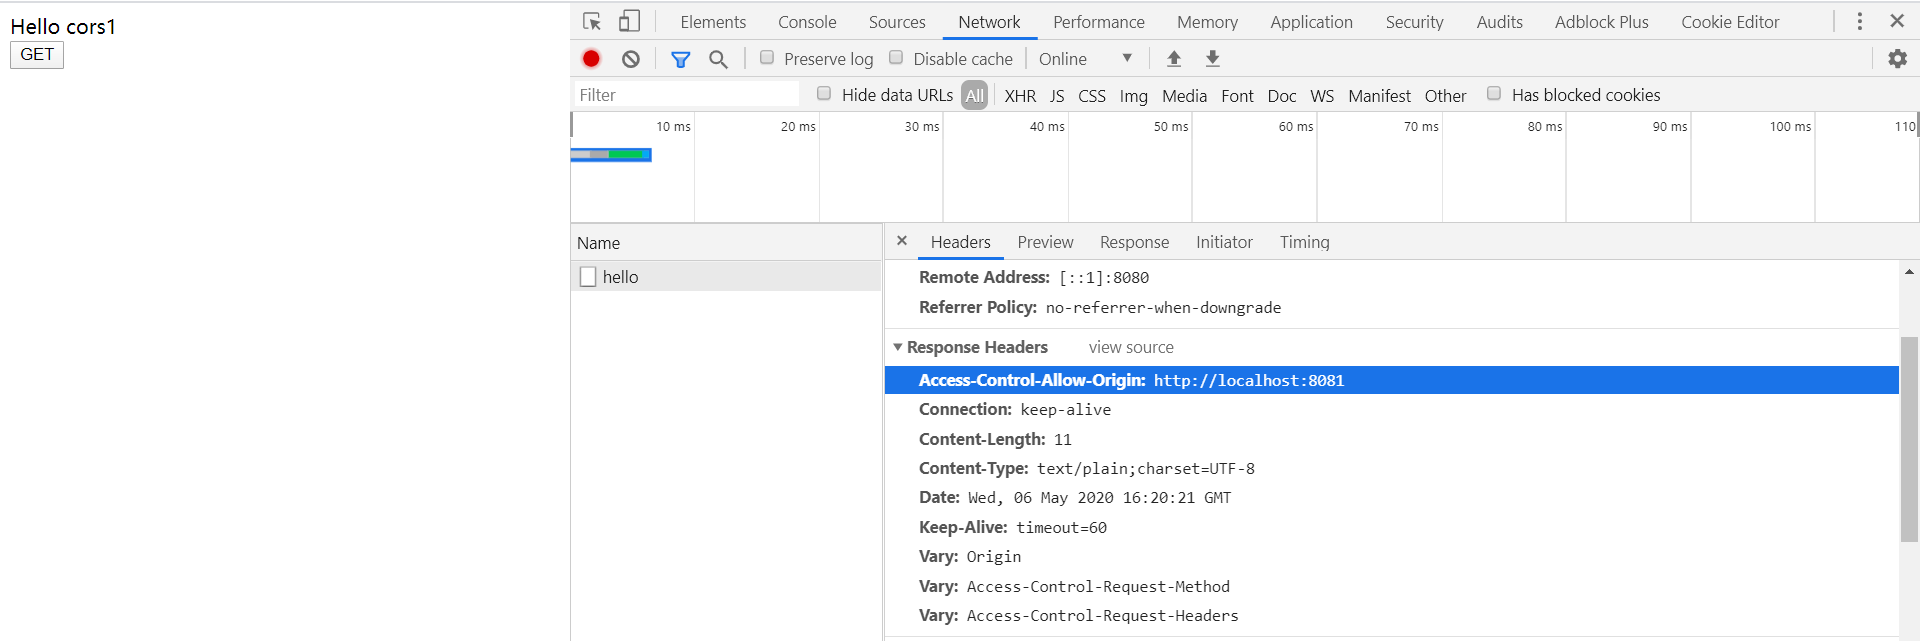 Hello cors1
GET
Elements Console Sources Network Performance Memory Application Security Audits Adblock Plus Cookie Editor
Preserve log Disable cache Online
Filter Hide data URLs All XHR JS CSS Img Media Font Doc WS Manifest Other Has blocked cookies
10 ms 20 ms 30 ms 40 ms 50 ms 60 ms 70 ms 80 ms 90 ms 100 ms 110
Name
hello
Headers Preview Response Initiator Timing
Remote Address: [::1]:8080
Referrer Policy: no-referrer-when-downgrade
Response Headers view source
Access-Control-Allow-Origin: http://localhost:8081
Connection: keep-alive
Content-Length: 11
Content-Type: text/plain;charset=UTF-8
Date: Wed, 06 May 2020 16:20:21 GMT
Keep-Alive: timeout=60
Vary: Origin
Vary: Access-Control-Request-Method
Vary: Access-Control-Request-Headers